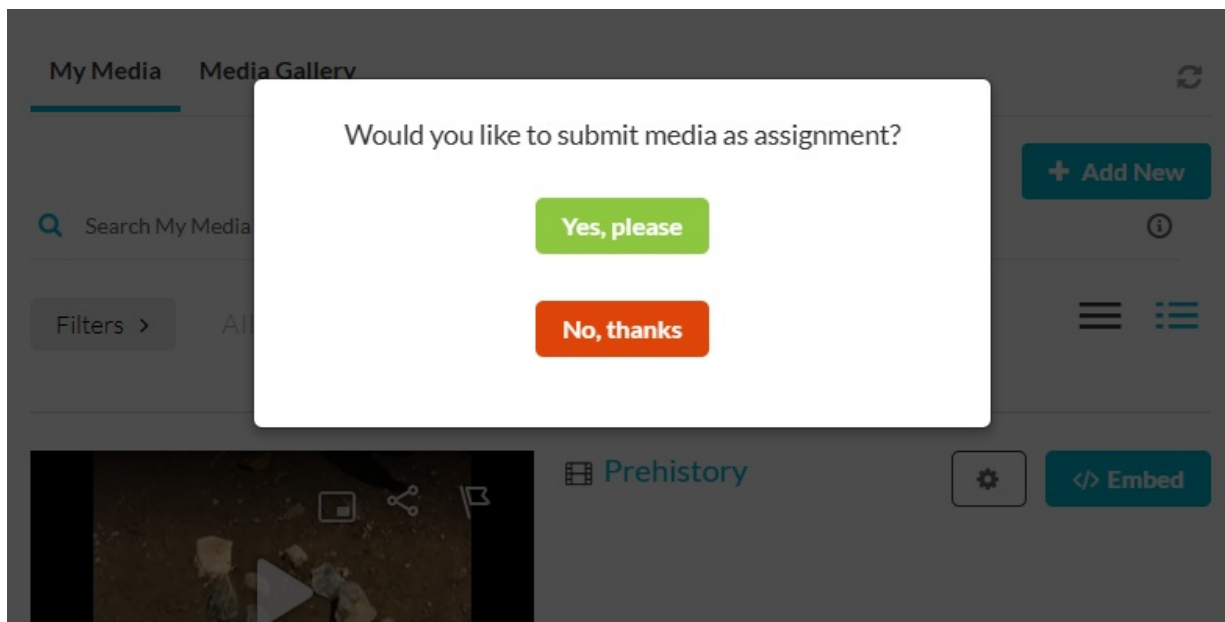 My Media Media Gallery
Would you like to submit media as assignment?
+ Add New
Yes, please
Search My Media
Filters > All
No, thanks
Prehistory
</> Embed